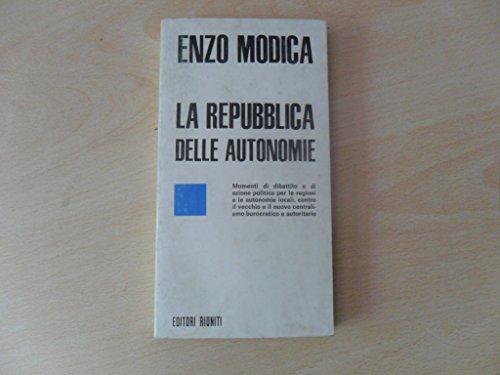 ENZO MODICA
LA REPUBBLICA
DELLE AUTONOMIE
Momenti di dibattito e di
azione politica per le regioni
e le autonomie locali, contro
il vecchio e il nuovo centrali-
smo burocratico e autoritario
EDITORI RIUNITI